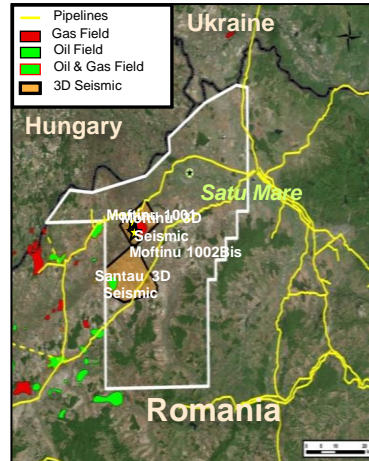 Pipelines
Gas Field
Oil Field
Oil & Gas Field
3D Seismic
Ukraine
Hungary
Satu Mare
Moftinu 1001
Moftinu 3D
Seismic
Moftinu 1002Bis
Santau 3D
Seismic
Romania